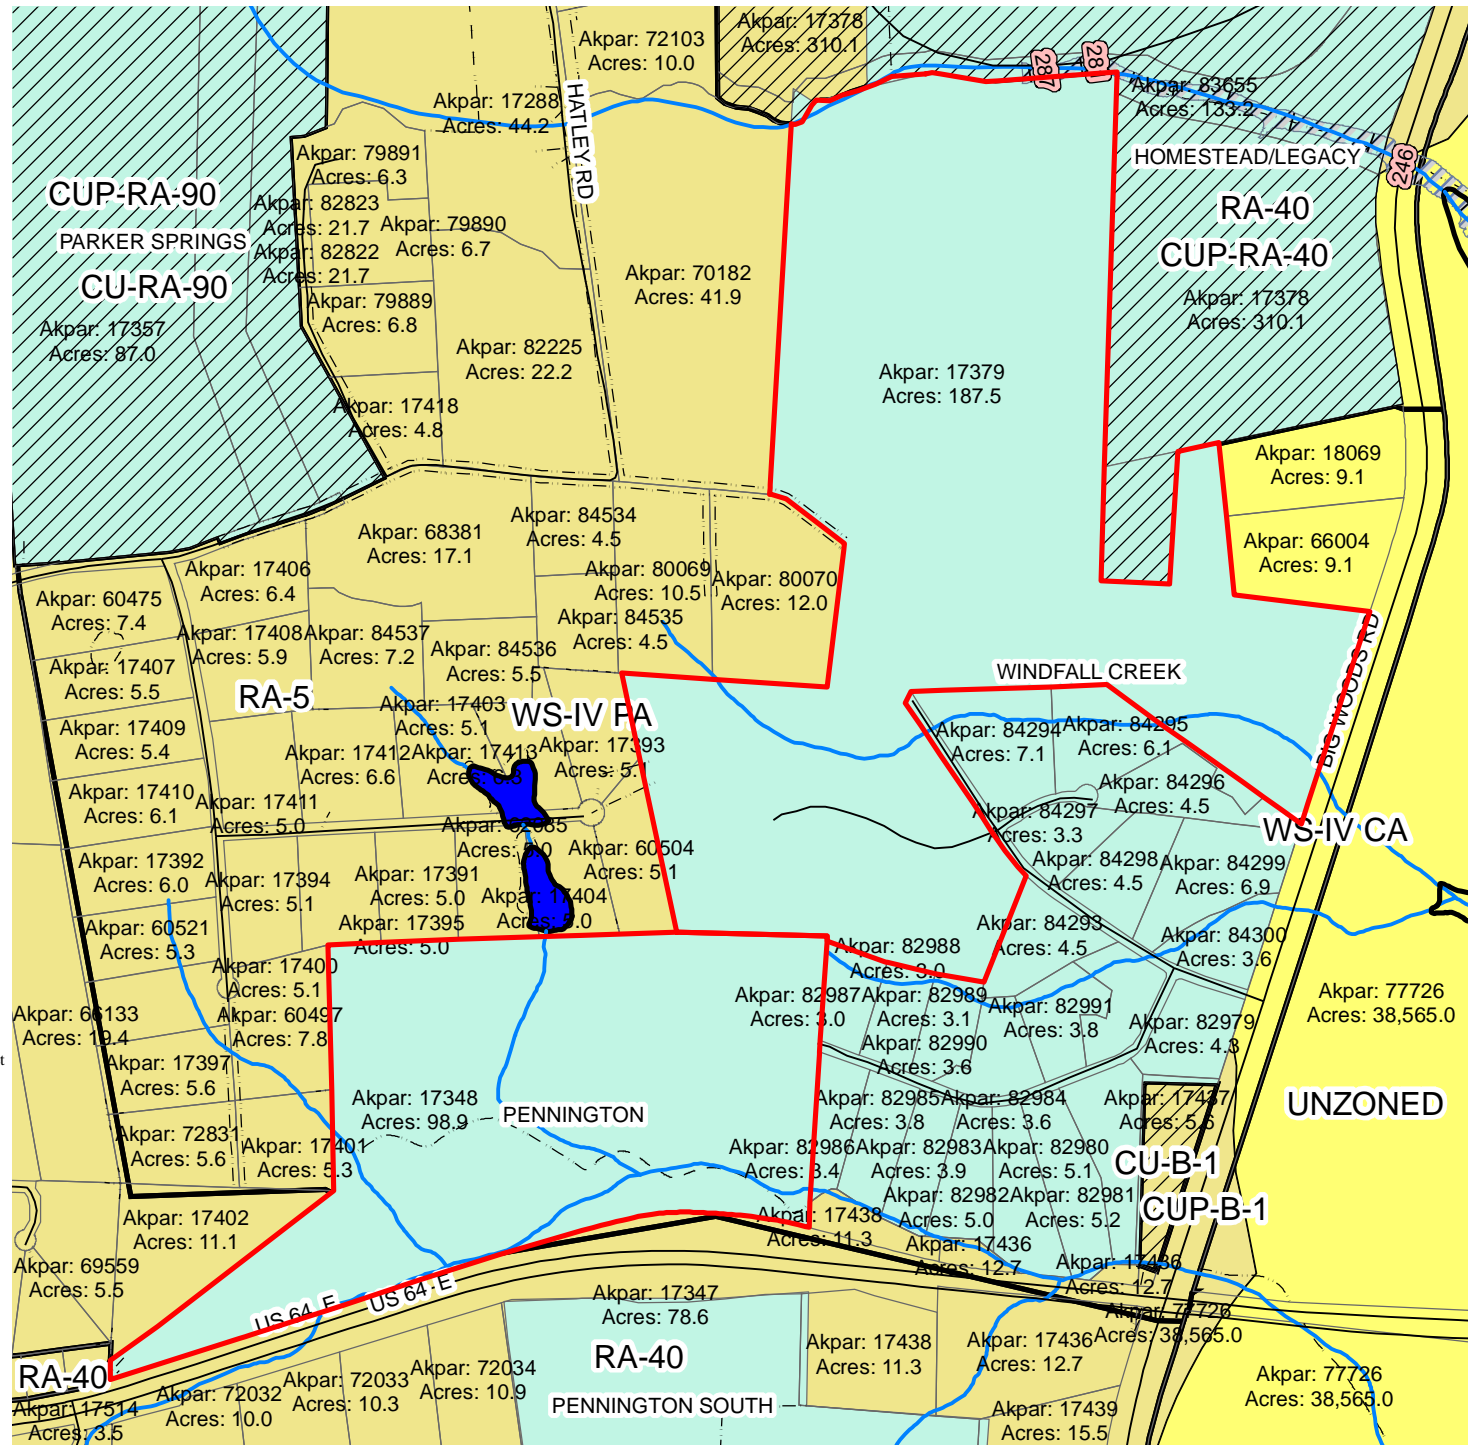 Akpar: 72103
Acres: 10.0
Akpar: 17378
Acres: 310.1
287
281
Akpar: 83655
Acres: 133.2
Akpar: 17288
Acres: 44.2
HATLEY RD
HOMESTEAD/LEGACY
246
Akpar: 79891
Acres: 6.3
CUP-RA-90
PARKER SPRINGS
CU-RA-90
Akpar: 82823
Acres: 21.7
Akpar: 79890
Acres: 6.7
Akpar: 82822
Acres: 21.7
RA-40
CUP-RA-40
Akpar: 17378
Acres: 310.1
Akpar: 70182
Acres: 41.9
Akpar: 79889
Acres: 6.8
Akpar: 17357
Acres: 87.0
Akpar: 82225
Acres: 22.2
Akpar: 17379
Acres: 187.5
Akpar: 17418
Acres: 4.8
Akpar: 18069
Acres: 9.1
Akpar: 84534
Acres: 4.5
Akpar: 68381
Acres: 17.1
Akpar: 66004
Acres: 9.1
Akpar: 17406
Acres: 6.4
Akpar: 80069
Acres: 10.5
Akpar: 80070
Acres: 12.0
Akpar: 60475
Acres: 7.4
Akpar: 84535
Acres: 4.5
Akpar: 17408
Acres: 5.9
Akpar: 84537
Acres: 7.2
Akpar: 84536
Acres: 5.5
Akpar: 17407
Acres: 5.5
WINDFALL CREEK
BIG WOODS RD
RA-5
WS-IV PA
Akpar: 17403
Acres: 5.1
Akpar: 17409
Acres: 5.4
Akpar: 17412
Acres: 6.6
Akpar: 17413
Akpar: 17393
Acres: 5.1
Akpar: 84294
Acres: 7.1
Akpar: 84295
Acres: 6.1
Akpar: 84296
Acres: 4.5
Akpar: 17410
Acres: 6.1
Akpar: 17411
Acres: 5.0
Akpar: 84297
Acres: 3.3
WS-IV CA
Akpar: 60504
Acres: 5.1
Akpar: 17392
Acres: 6.0
Akpar: 17394
Acres: 5.1
Akpar: 17391
Acres: 5.0
Akpar: 17404
Acres: 5.0
Akpar: 84298
Acres: 4.5
Akpar: 84299
Acres: 6.9
Akpar: 60521
Acres: 5.3
Akpar: 17395
Acres: 5.0
Akpar: 84293
Acres: 4.5
Akpar: 84300
Acres: 3.6
Akpar: 82988
Acres: 3.0
Akpar: 17400
Acres: 5.1
Akpar: 82987
Acres: 3.0
Akpar: 82989
Acres: 3.1
Akpar: 82991
Acres: 3.8
Akpar: 77726
Acres: 38,565.0
Akpar: 66133
Acres: 19.4
Akpar: 60497
Acres: 7.8
Akpar: 82990
Acres: 3.6
Akpar: 82979
Acres: 4.3
t
Akpar: 17397
Acres: 5.6
Akpar: 17348
Acres: 98.9
PENNINGTON
Akpar: 82985
Acres: 3.8
Akpar: 82984
Acres: 3.6
Akpar: 17437
Acres: 5.5
UNZONED
Akpar: 72831
Acres: 5.6
Akpar: 17401
Acres: 5.3
Akpar: 82986
Acres: 3.4
Akpar: 82983
Acres: 3.9
Akpar: 82980
Acres: 5.1
CU-B-1
CUP-B-1
Akpar: 82982
Acres: 5.0
Akpar: 82981
Acres: 5.2
Akpar: 17402
Acres: 11.1
Akpar: 17438
Acres: 11.3
Akpar: 17436
Acres: 12.7
Akpar: 17436
Acres: 12.7
Akpar: 69559
Acres: 5.5
US 64 E
US 64 E
Akpar: 17347
Acres: 78.6
Akpar: 77726
Acres: 38,565.0
Akpar: 17438
Acres: 11.3
Akpar: 17436
Acres: 12.7
RA-40
RA-40
Akpar: 72034
Acres: 10.9
Akpar: 72033
Acres: 10.3
Akpar: 72032
Acres: 10.0
Akpar: 77726
Acres: 38,565.0
PENNINGTON SOUTH
Akpar: 17514
Acres: 3.5
Akpar: 17439
Acres: 15.5